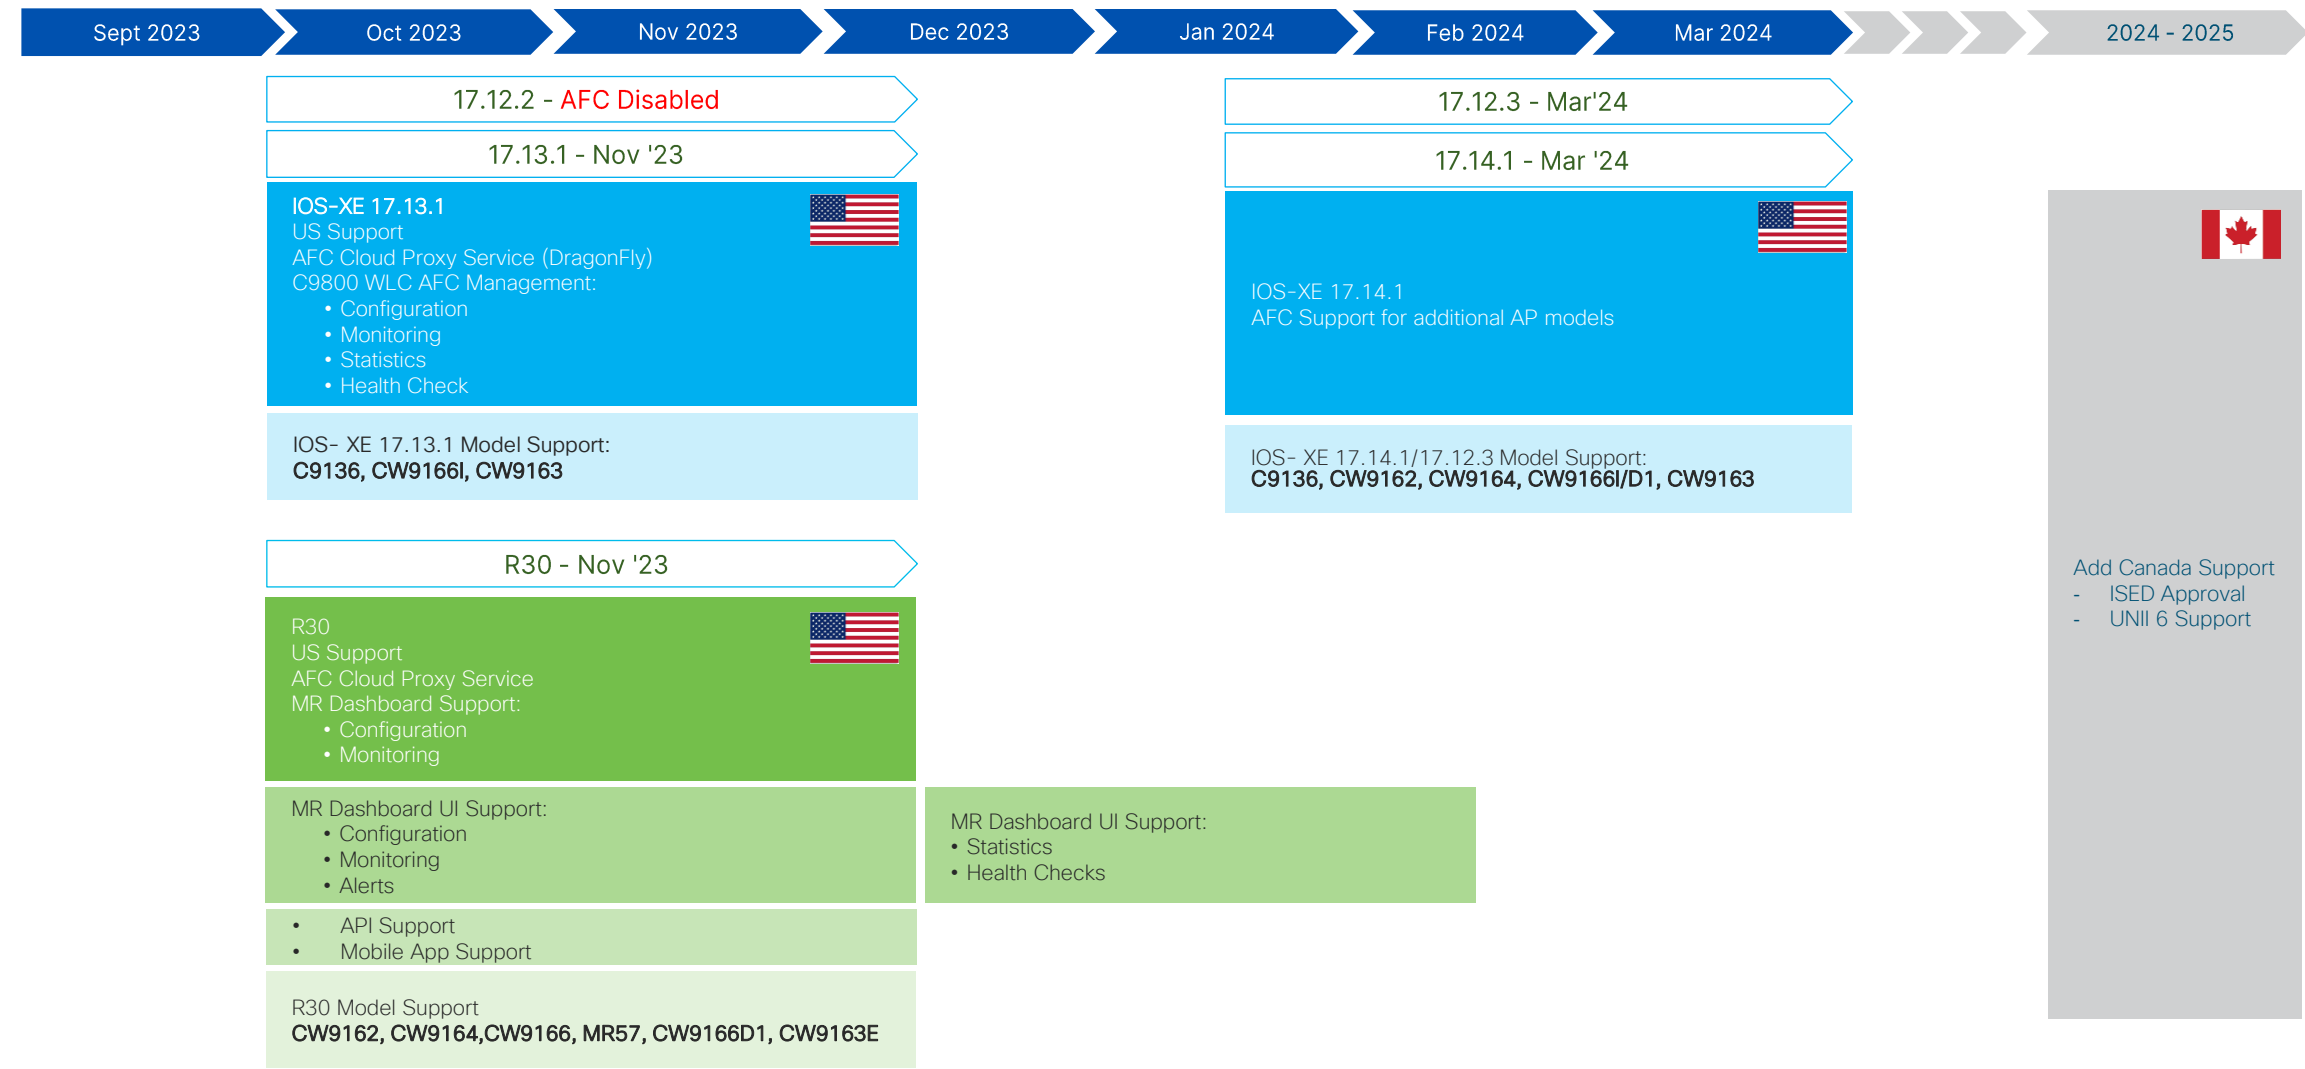 Sept 2023
Oct 2023
Nov 2023
Dec 2023
Jan 2024
Feb 2024
Mar 2024
2024 - 2025
17.12.2 - AFC Disabled
17.13.1 - Nov '23
IOS-XE 17.13.1
US Support
AFC Cloud Proxy Service (DragonFly)
C9800 WLC AFC Management:
• Configuration
• Monitoring
• Statistics
• Health Check
IOS- XE 17.13.1 Model Support:
C9136, CW9166I, CW9163
17.12.3 - Mar'24
17.14.1 - Mar '24
IOS-XE 17.14.1
AFC Support for additional AP models
IOS- XE 17.14.1/17.12.3 Model Support:
C9136, CW9162, CW9164, CW9166I/D1, CW9163
R30 - Nov '23
R30
US Support
AFC Cloud Proxy Service
MR Dashboard Support:
• Configuration
• Monitoring
MR Dashboard UI Support:
• Configuration
• Monitoring
• Alerts
• API Support
• Mobile App Support
R30 Model Support
CW9162, CW9164,CW9166, MR57, CW9166D1, CW9163E
MR Dashboard UI Support:
• Statistics
• Health Checks
Add Canada Support
- ISED Approval
- UNII 6 Support